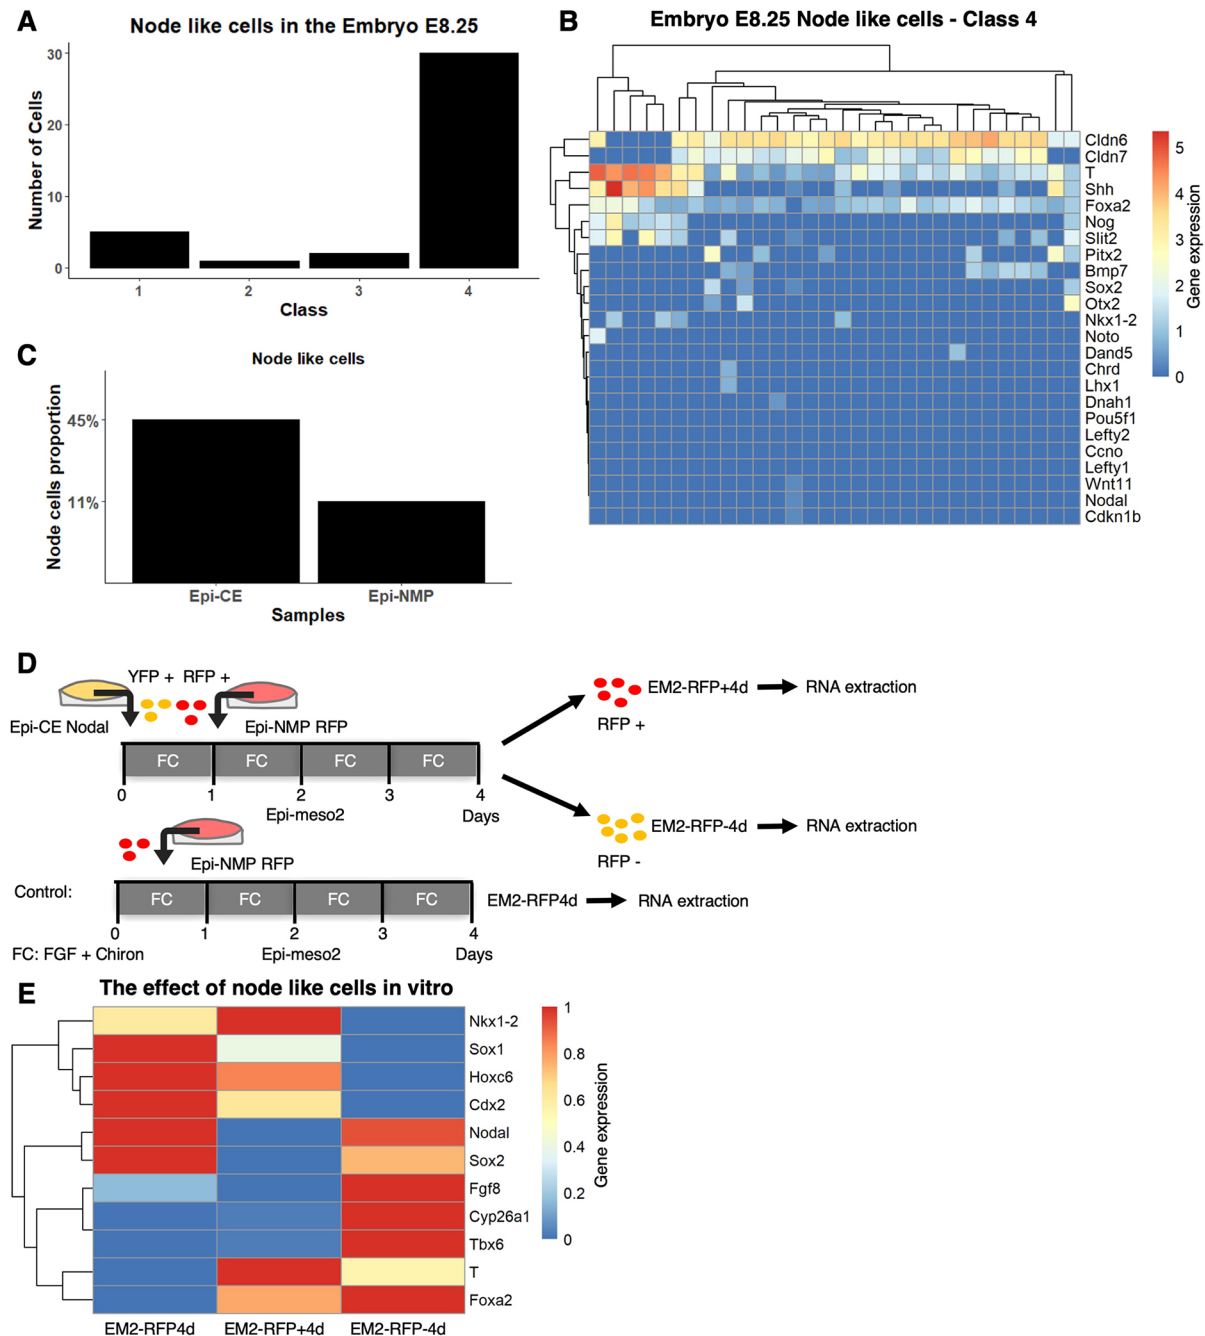 A
Node like cells in the Embryo E8.25
Number of Cells
30
20
10
0
1 2 3 4
Class
B
Embryo E8.25 Node like cells - Class 4
Cldn6
Cldn7
T
Shh
Foxa2
Nog
Slit2
Pitx2
Bmp7
Sox2
Otx2
Nkx1-2
Noto
Dand5
Chrd
Lhx1
Dnah1
Pou5f1
Lefty2
Ccno
Lefty1
Wnt11
Nodal
Cdkn1b
5
4
3
2
1
0
Gene expression
C
Node like cells
Node cells proportion
45%
11%
Epi-CE Epi-NMP
Samples
D
YFP + RFP +
Epi-CE Nodal Epi-NMP RFP
FC FC FC FC
0 1 2 3 4
Epi-meso2 Days
EM2-RFP+4d RNA extraction
RFP +
EM2-RFP-4d RNA extraction
RFP -
Epi-NMP RFP
Control:
FC FC FC FC
EM2-RFP4d RNA extraction
0 1 2 3 4
FC: FGF + Chiron Epi-meso2 Days
E
The effect of node like cells in vitro
Nkx1-2
Sox1
Hoxc6
Cdx2
Nodal
Sox2
Fgf8
Cyp26a1
Tbx6
T
Foxa2
EM2-RFP4d EM2-RFP+4d EM2-RFP-4d
1
0.8
0.6
0.4
0.2
0
Gene expression